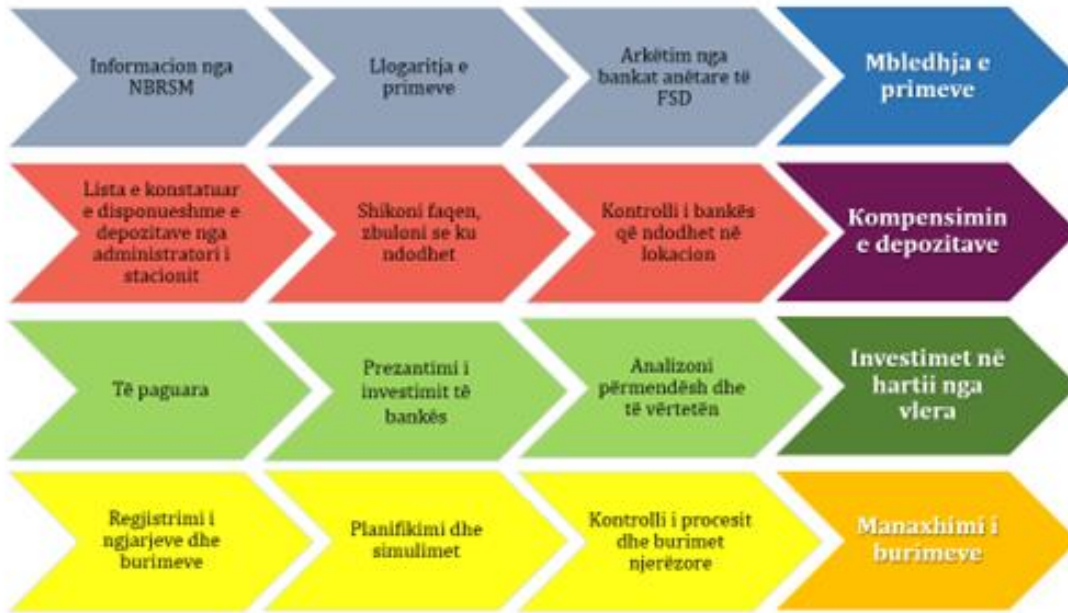 Informacion nga
NBRSM
Llogaritja e
primeve
Arkëtim nga
bankat anëtare të
FSD
Mbledhja e
primeve
Lista e konstatuar
e disponueshme e
depozitave nga
administratori i
stacionit
Shikoni faqen,
zbuloni se ku
ndodhet
Kontrolli i bankës
që ndodhet në
lokacion
Kompensimin
e depozitave
Të paguara
Prezantimi i
investimit të
bankës
Analizoni
përmendësh dhe
të vërtetën
Investimet në
hartii nga
vlera
Regjistrimi i
ngjarjeve dhe
burimeve
Planifikimi dhe
simulimet
Kontrolli i procesit
dhe burimet
njerëzore
Manaxhimi i
burimeve